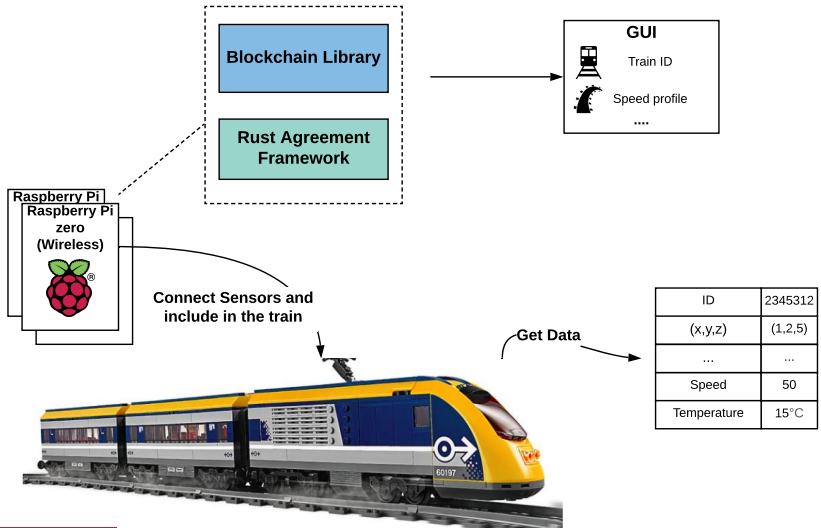 Blockchain Library
Rust Agreement
Framework
GUI
Train ID
Speed profile
....
Raspberry Pi
Raspberry Pi
zero
(Wireless)
®
Connect Sensors and
include in the train
Get Data
ID 2345312
(x,y,z) (1,2,5)
... ...
Speed 50
Temperature 15°C
60197